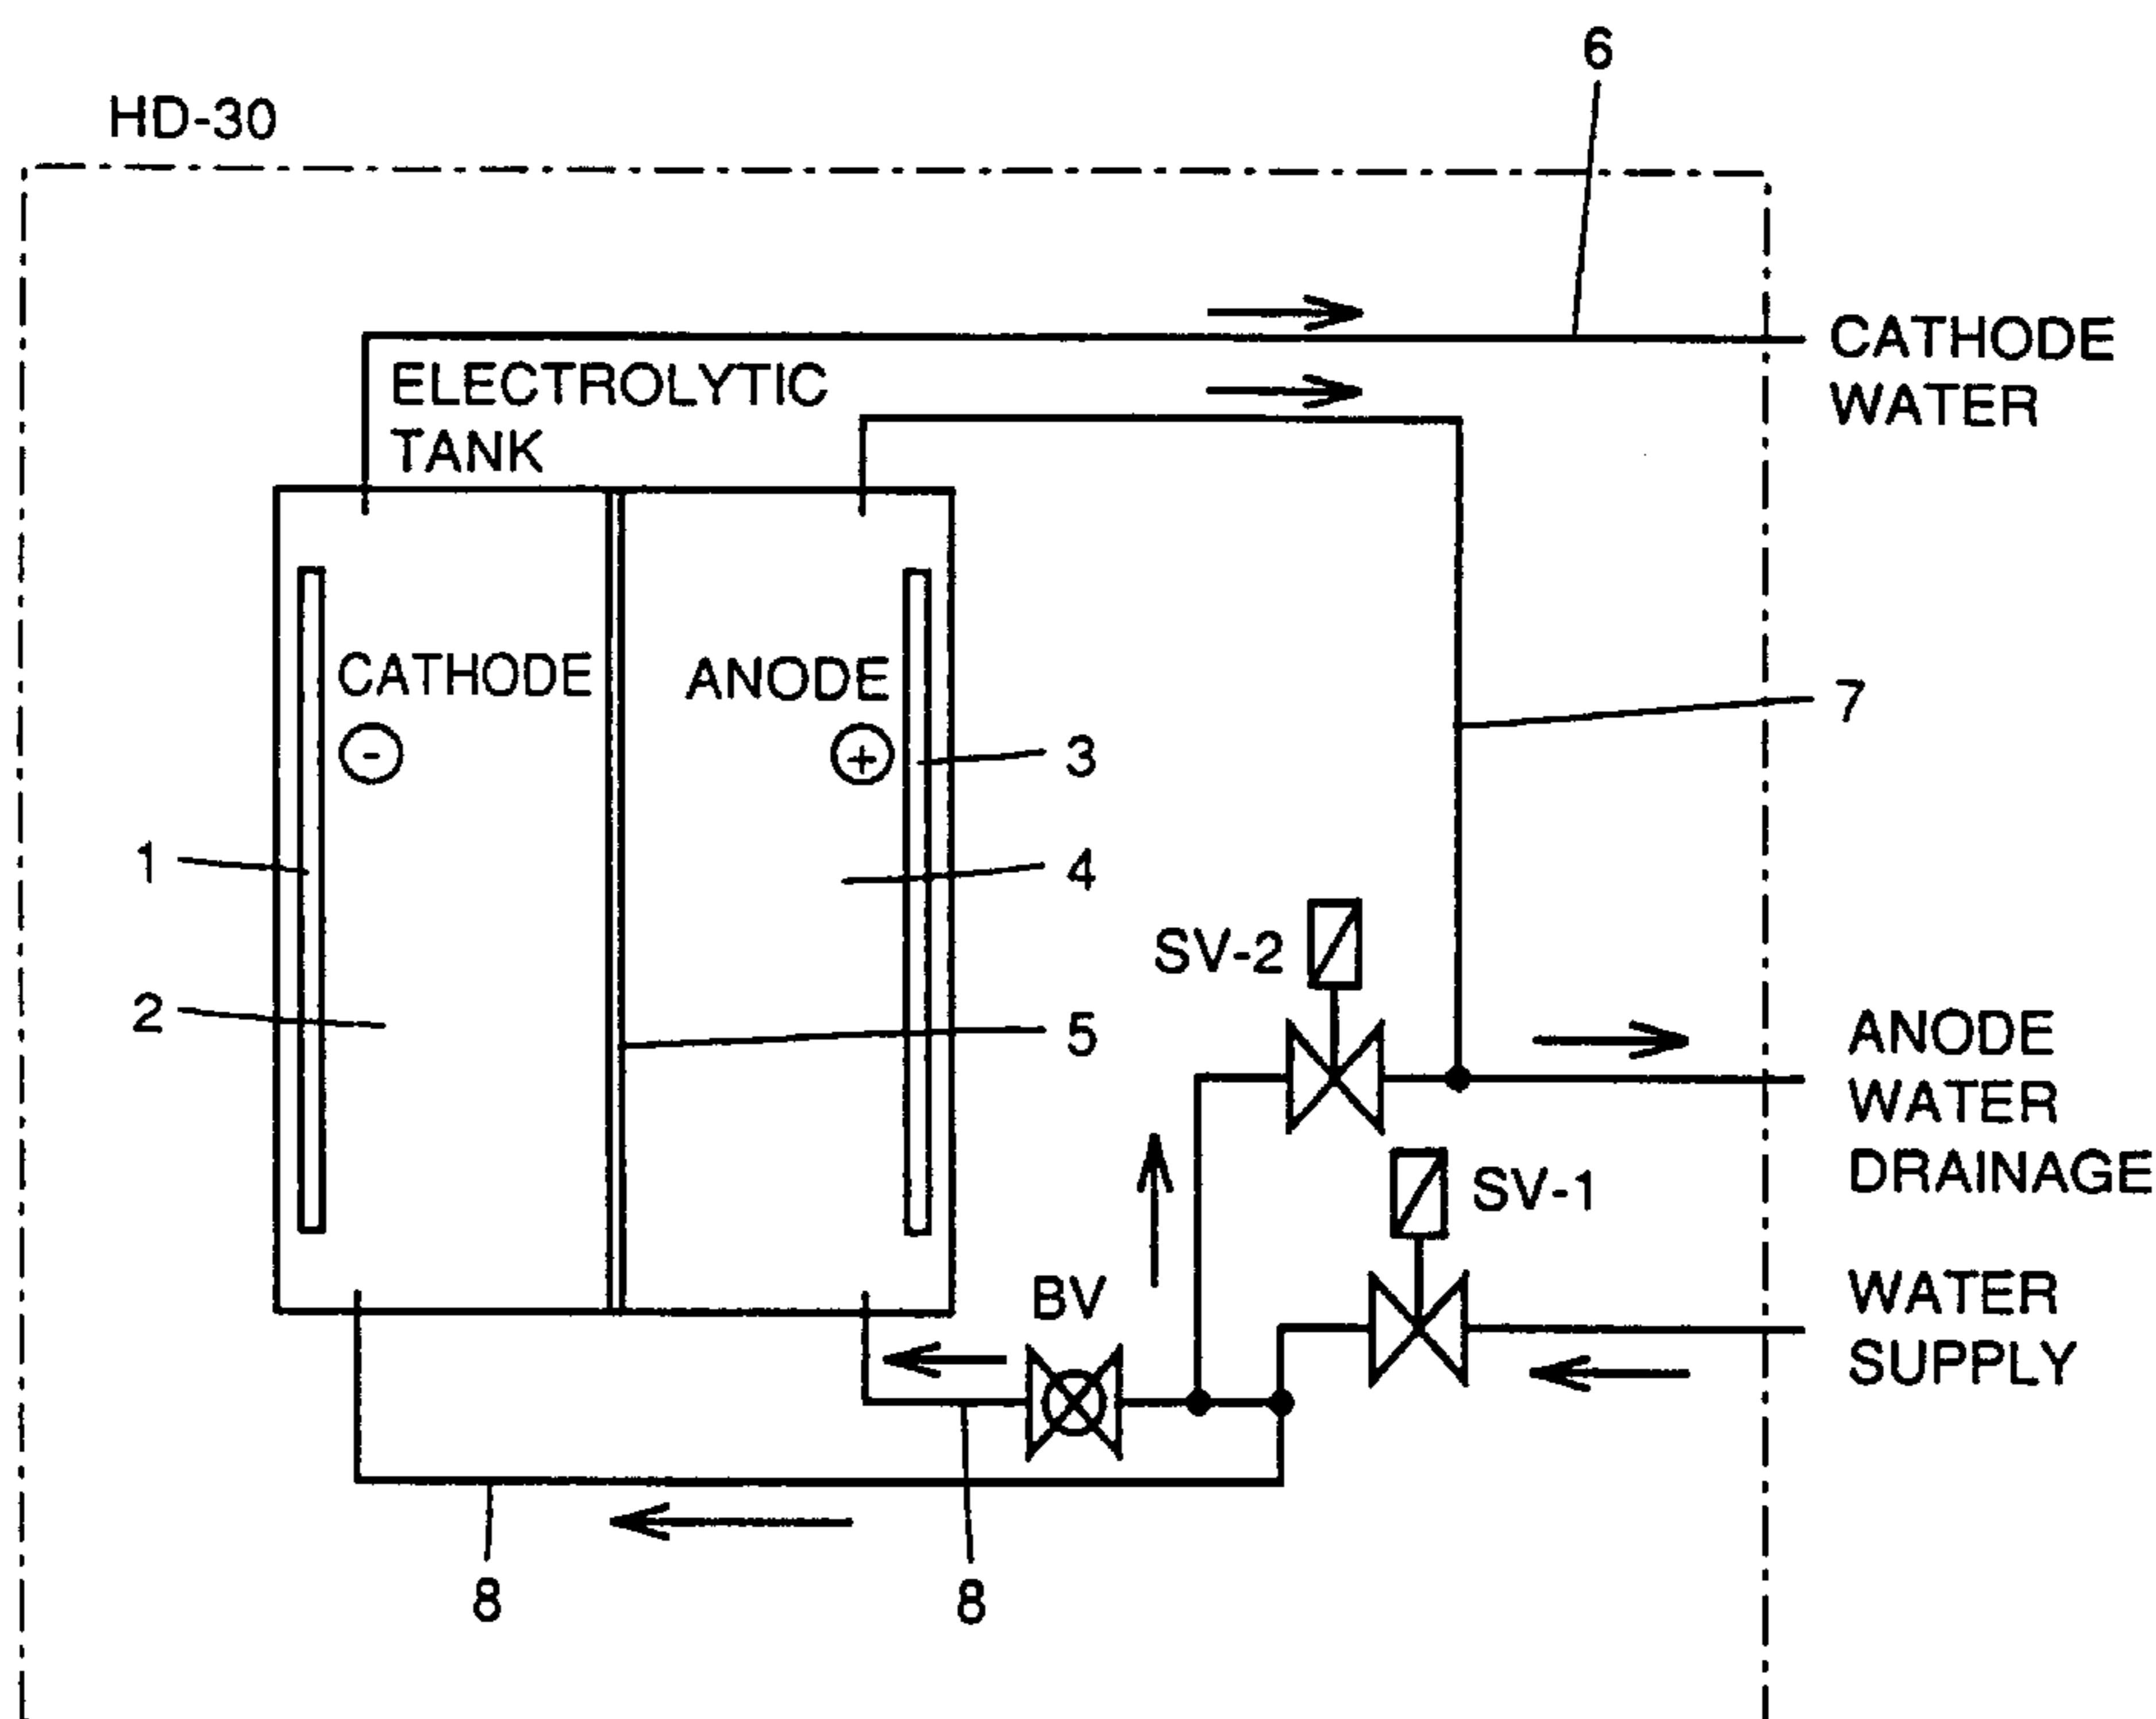 6
HD-30
CATHODE
WATER
ELECTROLYTIC
TANK
CATHODE
ANODE
-
+
7
3
1
4
SV-2
2
5
ANODE
WATER
DRAINAGE
SV-1
BV
WATER
SUPPLY
8
8